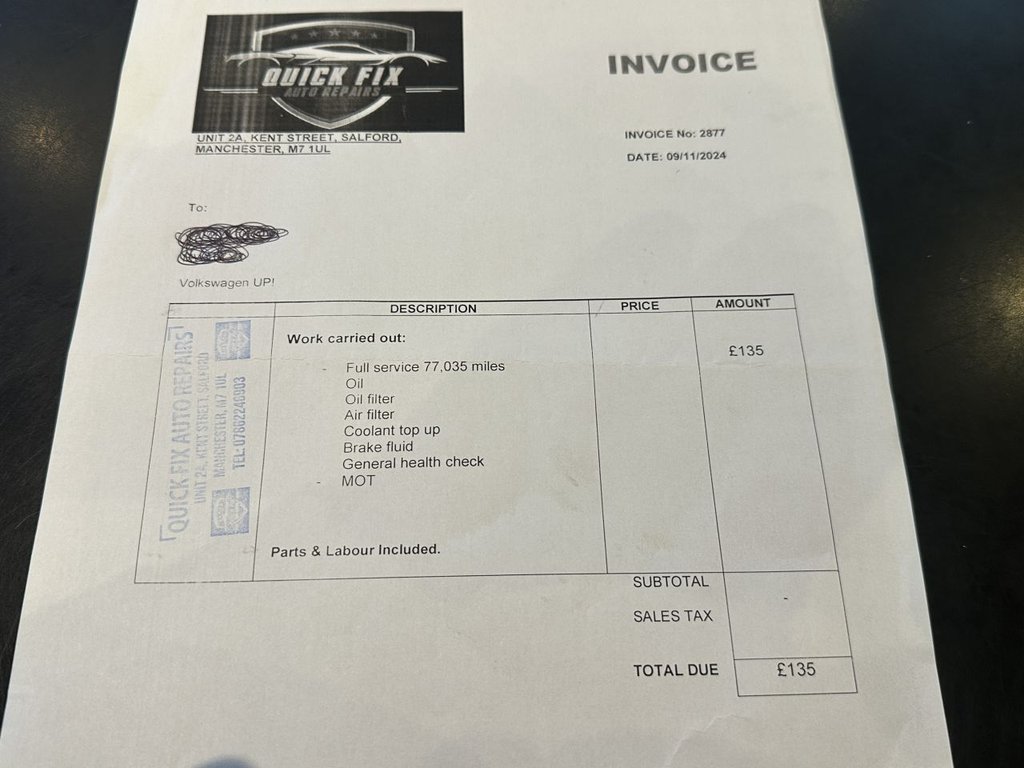 QUICK FIX
AUTO REPAIRS
UNIT 2A, KENT STREET, SALFORD,
MANCHESTER, M7 1UL
INVOICE
INVOICE No: 2877
DATE: 09/11/2024
To:
Volkswagen UP!
DESCRIPTION PRICE AMOUNT
Work carried out:
£135
- Full service 77,035 miles
Oil
Oil filter
Air filter
Coolant top up
Brake fluid
General health check
- MOT
Parts & Labour Included.
QUICK FIX AUTO REPAIRS
UNIT 2A, KENT STREET, SALFORD
MANCHESTER, M7 1UL
TEL: 07862246903
SUBTOTAL -
SALES TAX
TOTAL DUE £135